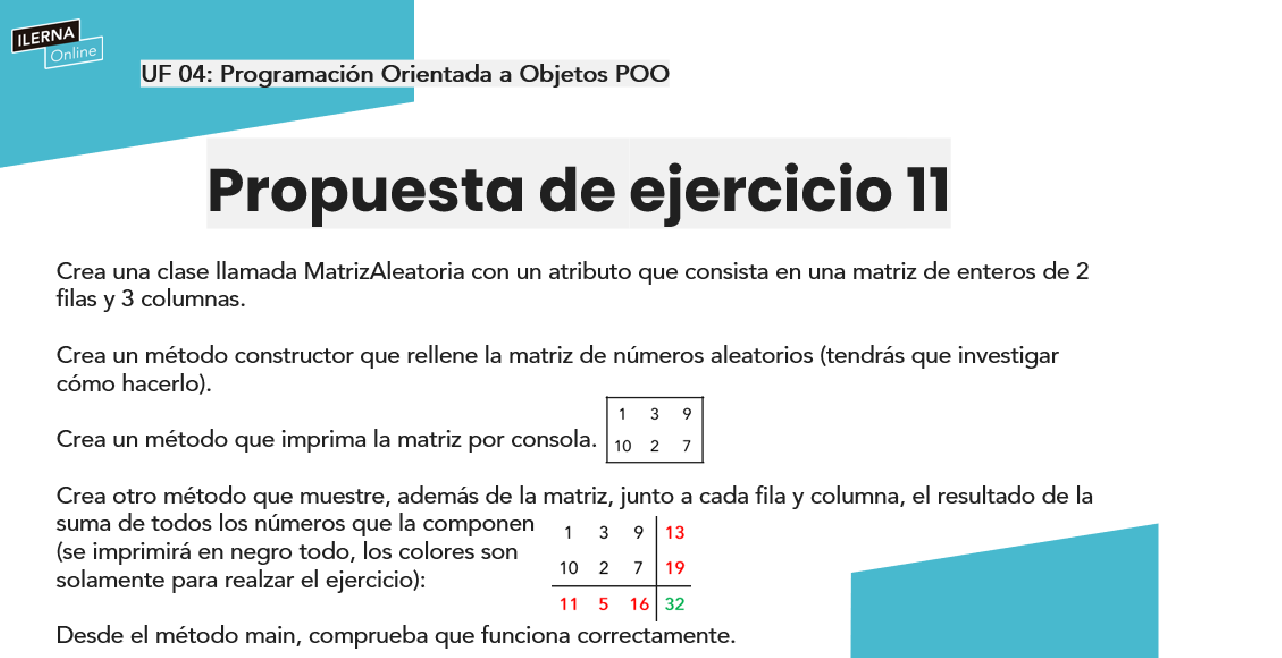 ILERNA
Online
UF 04: Programación Orientada a Objetos POO
Propuesta de ejercicio 11
Crea una clase llamada MatrizAleatoria con un atributo que consista en una matriz de enteros de 2
filas y 3 columnas.
Crea un método constructor que rellene la matriz de números aleatorios (tendrás que investigar
cómo hacerlo).
Crea un método que imprima la matriz por consola.
1 3 9
10 2 7
Crea otro método que muestre, además de la matriz, junto a cada fila y columna, el resultado de la
suma de todos los números que la componen
(se imprimirá en negro todo, los colores son
solamente para realzar el ejercicio):
1 3 9 13
10 2 7 19
11 5 16 32
Desde el método main, comprueba que funciona correctamente.